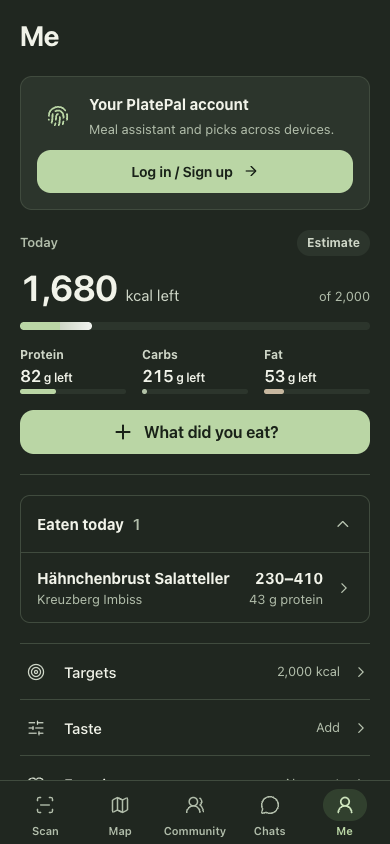 Me
Your PlatePal account
Meal assistant and picks across devices.
Log in / Sign up →
Today
Estimate
1,680 kcal left
of 2,000
Protein
Carbs
Fat
82 g left
215 g left
53 g left
+ What did you eat?
Eaten today 1
Hähnchenbrust Salatteller 230–410
Kreuzberg Imbiss 43 g protein
Targets 2,000 kcal
Taste Add
Scan
Map
Community
Chats
Me